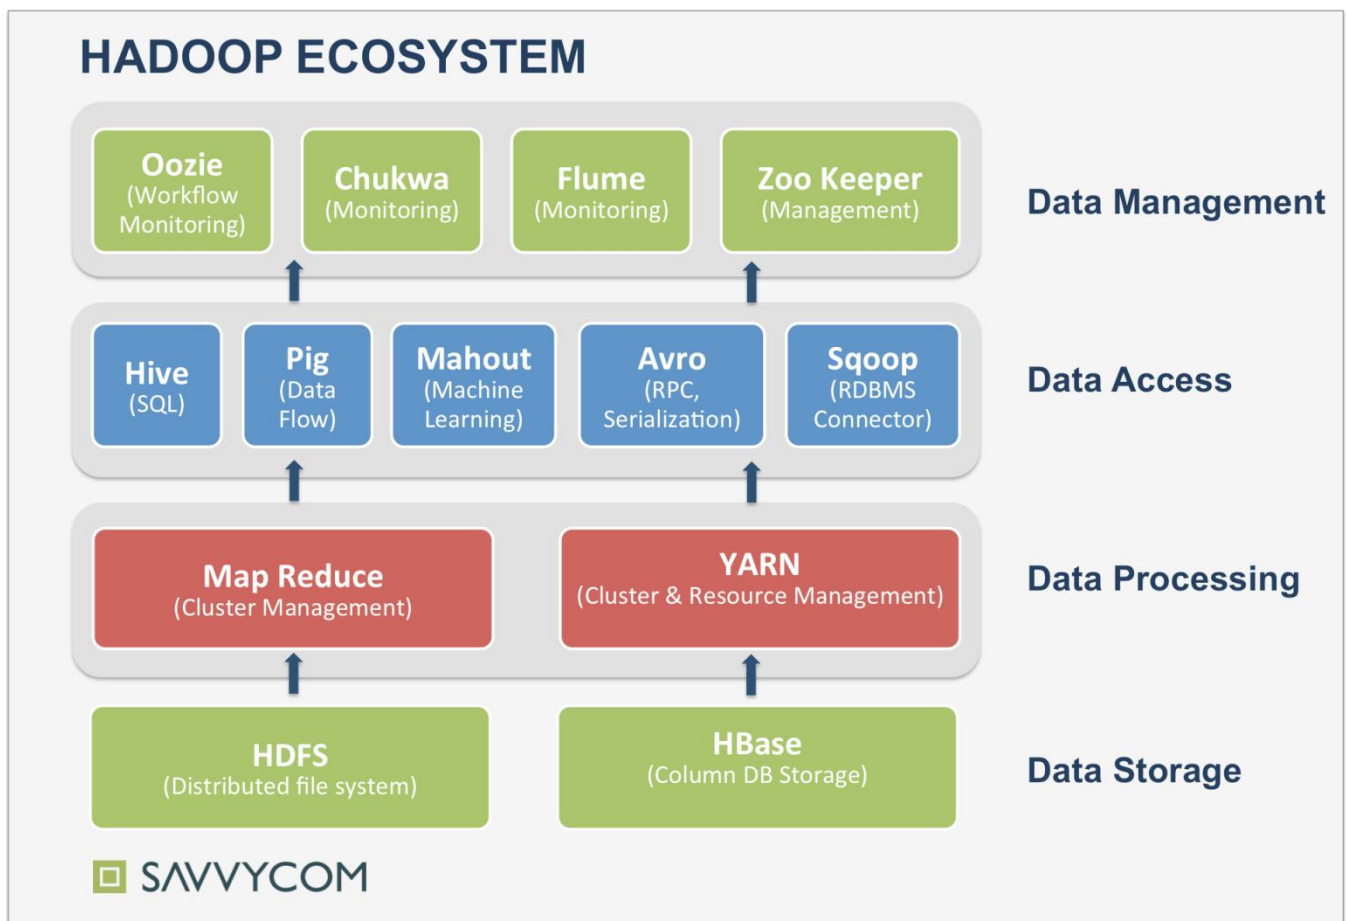 HADOOP ECOSYSTEM
Oozie
(Workflow
Monitoring)
Chukwa
(Monitoring)
Flume
(Monitoring)
Zoo Keeper
(Management)
Data Management
Hive
(SQL)
Pig
(Data
Flow)
Mahout
(Machine
Learning)
Avro
(RPC,
Serialization)
Sqoop
(RDBMS
Connector)
Data Access
Map Reduce
(Cluster Management)
YARN
(Cluster & Resource Management)
Data Processing
HDFS
(Distributed file system)
HBase
(Column DB Storage)
Data Storage
SAVVYCOM